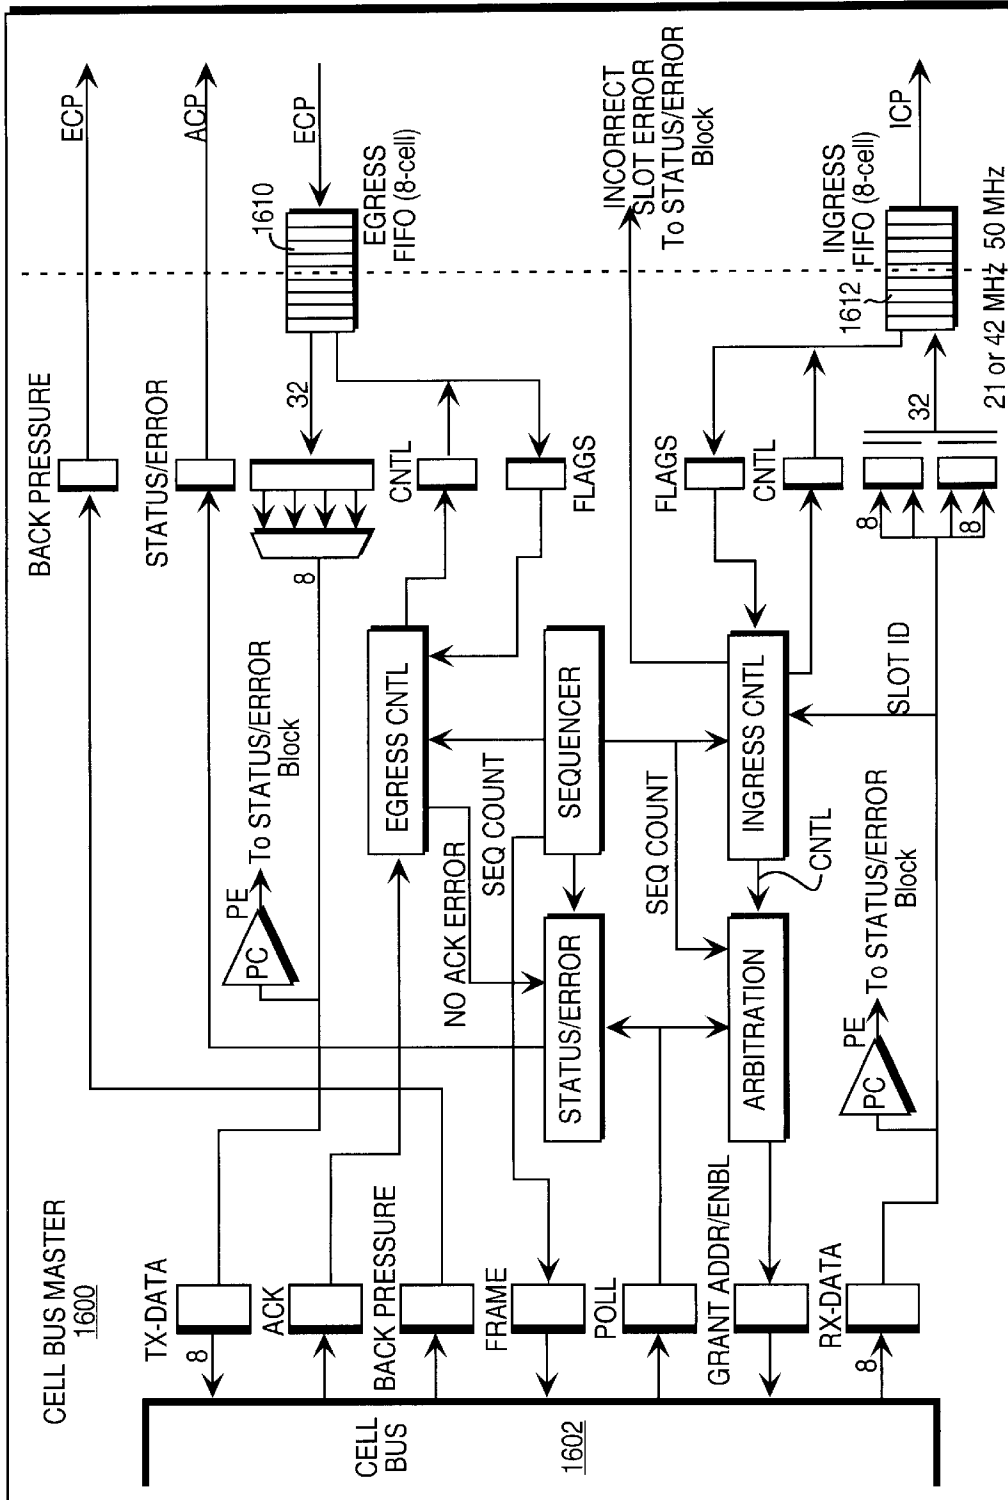 CELL BUS MASTER
1600
CELL
BUS
1602
TX-DATA
8
ACK
BACK PRESSURE
FRAME
POLL
GRANT ADDR/ENBL
RX-DATA
8
PC
PE
To STATUS/ERROR
Block
NO ACK ERROR
SEQ COUNT
STATUS/ERROR
SEQUENCER
EGRESS CNTL
SEQ COUNT
ARBITRATION
CNTL
INGRESS CNTL
PC
PE
To STATUS/ERROR
Block
SLOT ID
BACK PRESSURE
STATUS/ERROR
8
32
CNTL
FLAGS
FLAGS
CNTL
8
8
32
ECP
ACP
ECP
1610
EGRESS
FIFO (8-cell)
INCORRECT
SLOT ERROR
To STATUS/ERROR
Block
INGRESS
FIFO (8-cell)
1612
ICP
21 or 42 MHz
50 MHz